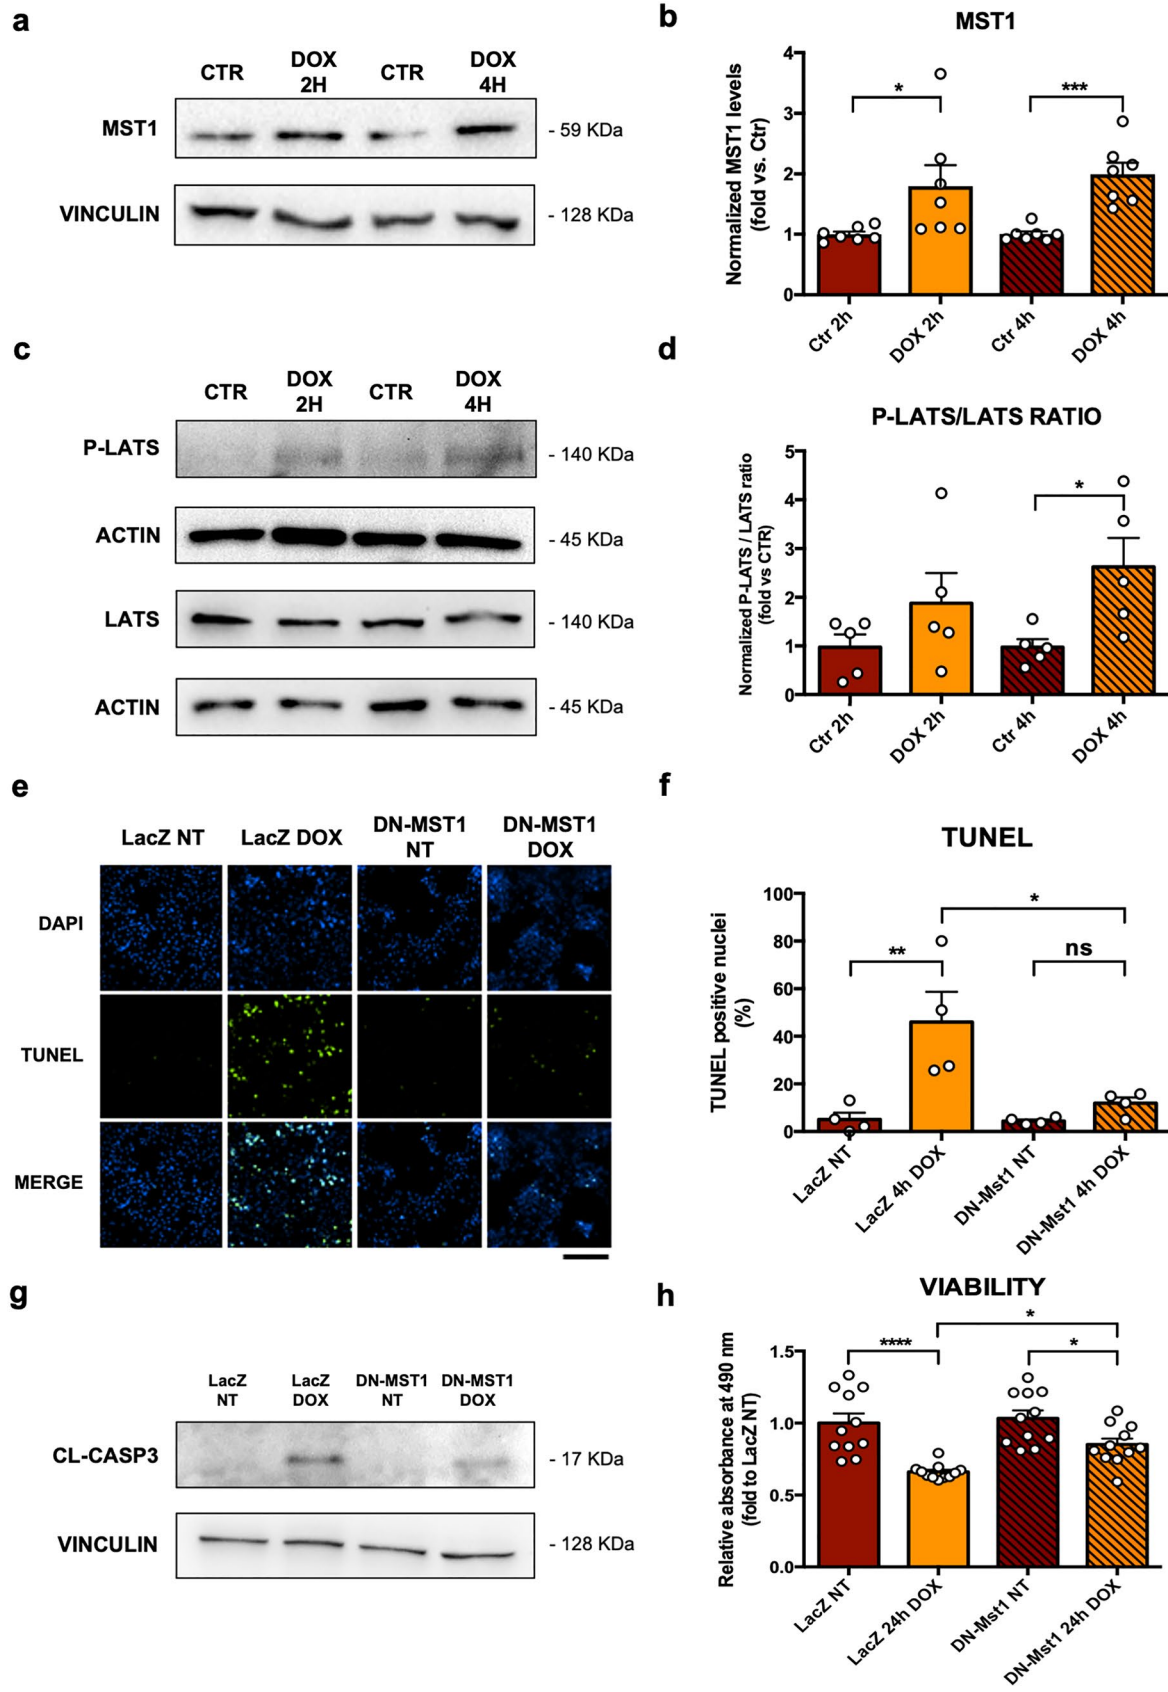 a
CTR
DOX
2H
CTR
DOX
4H
MST1
- 59 KDa
VINCULIN
- 128 KDa
b
MST1
Normalized MST1 levels
(fold vs. Ctr)
4
3
2
1
0
*
***
Ctr 2h
DOX 2h
Ctr 4h
DOX 4h
c
CTR
DOX
2H
CTR
DOX
4H
P-LATS
- 140 KDa
ACTIN
- 45 KDa
LATS
- 140 KDa
ACTIN
- 45 KDa
d
P-LATS/LATS RATIO
Normalized P-LATS / LATS ratio
(fold vs CTR)
5
4
3
2
1
0
*
Ctr 2h
DOX 2h
Ctr 4h
DOX 4h
e
LacZ NT
LacZ DOX
DN-MST1
NT
DN-MST1
DOX
DAPI
TUNEL
MERGE
f
TUNEL
TUNEL positive nuclei
(%)
100
80
60
40
20
0
**
*
ns
LacZ NT
LacZ 4h DOX
DN-Mst1 NT
DN-Mst1 4h DOX
g
LacZ
NT
LacZ
DOX
DN-MST1
NT
DN-MST1
DOX
CL-CASP3
- 17 KDa
VINCULIN
- 128 KDa
h
VIABILITY
Relative absorbance at 490 nm
(fold to LacZ NT)
1.5
1.0
0.5
0.0
****
*
*
LacZ NT
LacZ 24h DOX
DN-Mst1 NT
DN-Mst1 24h DOX